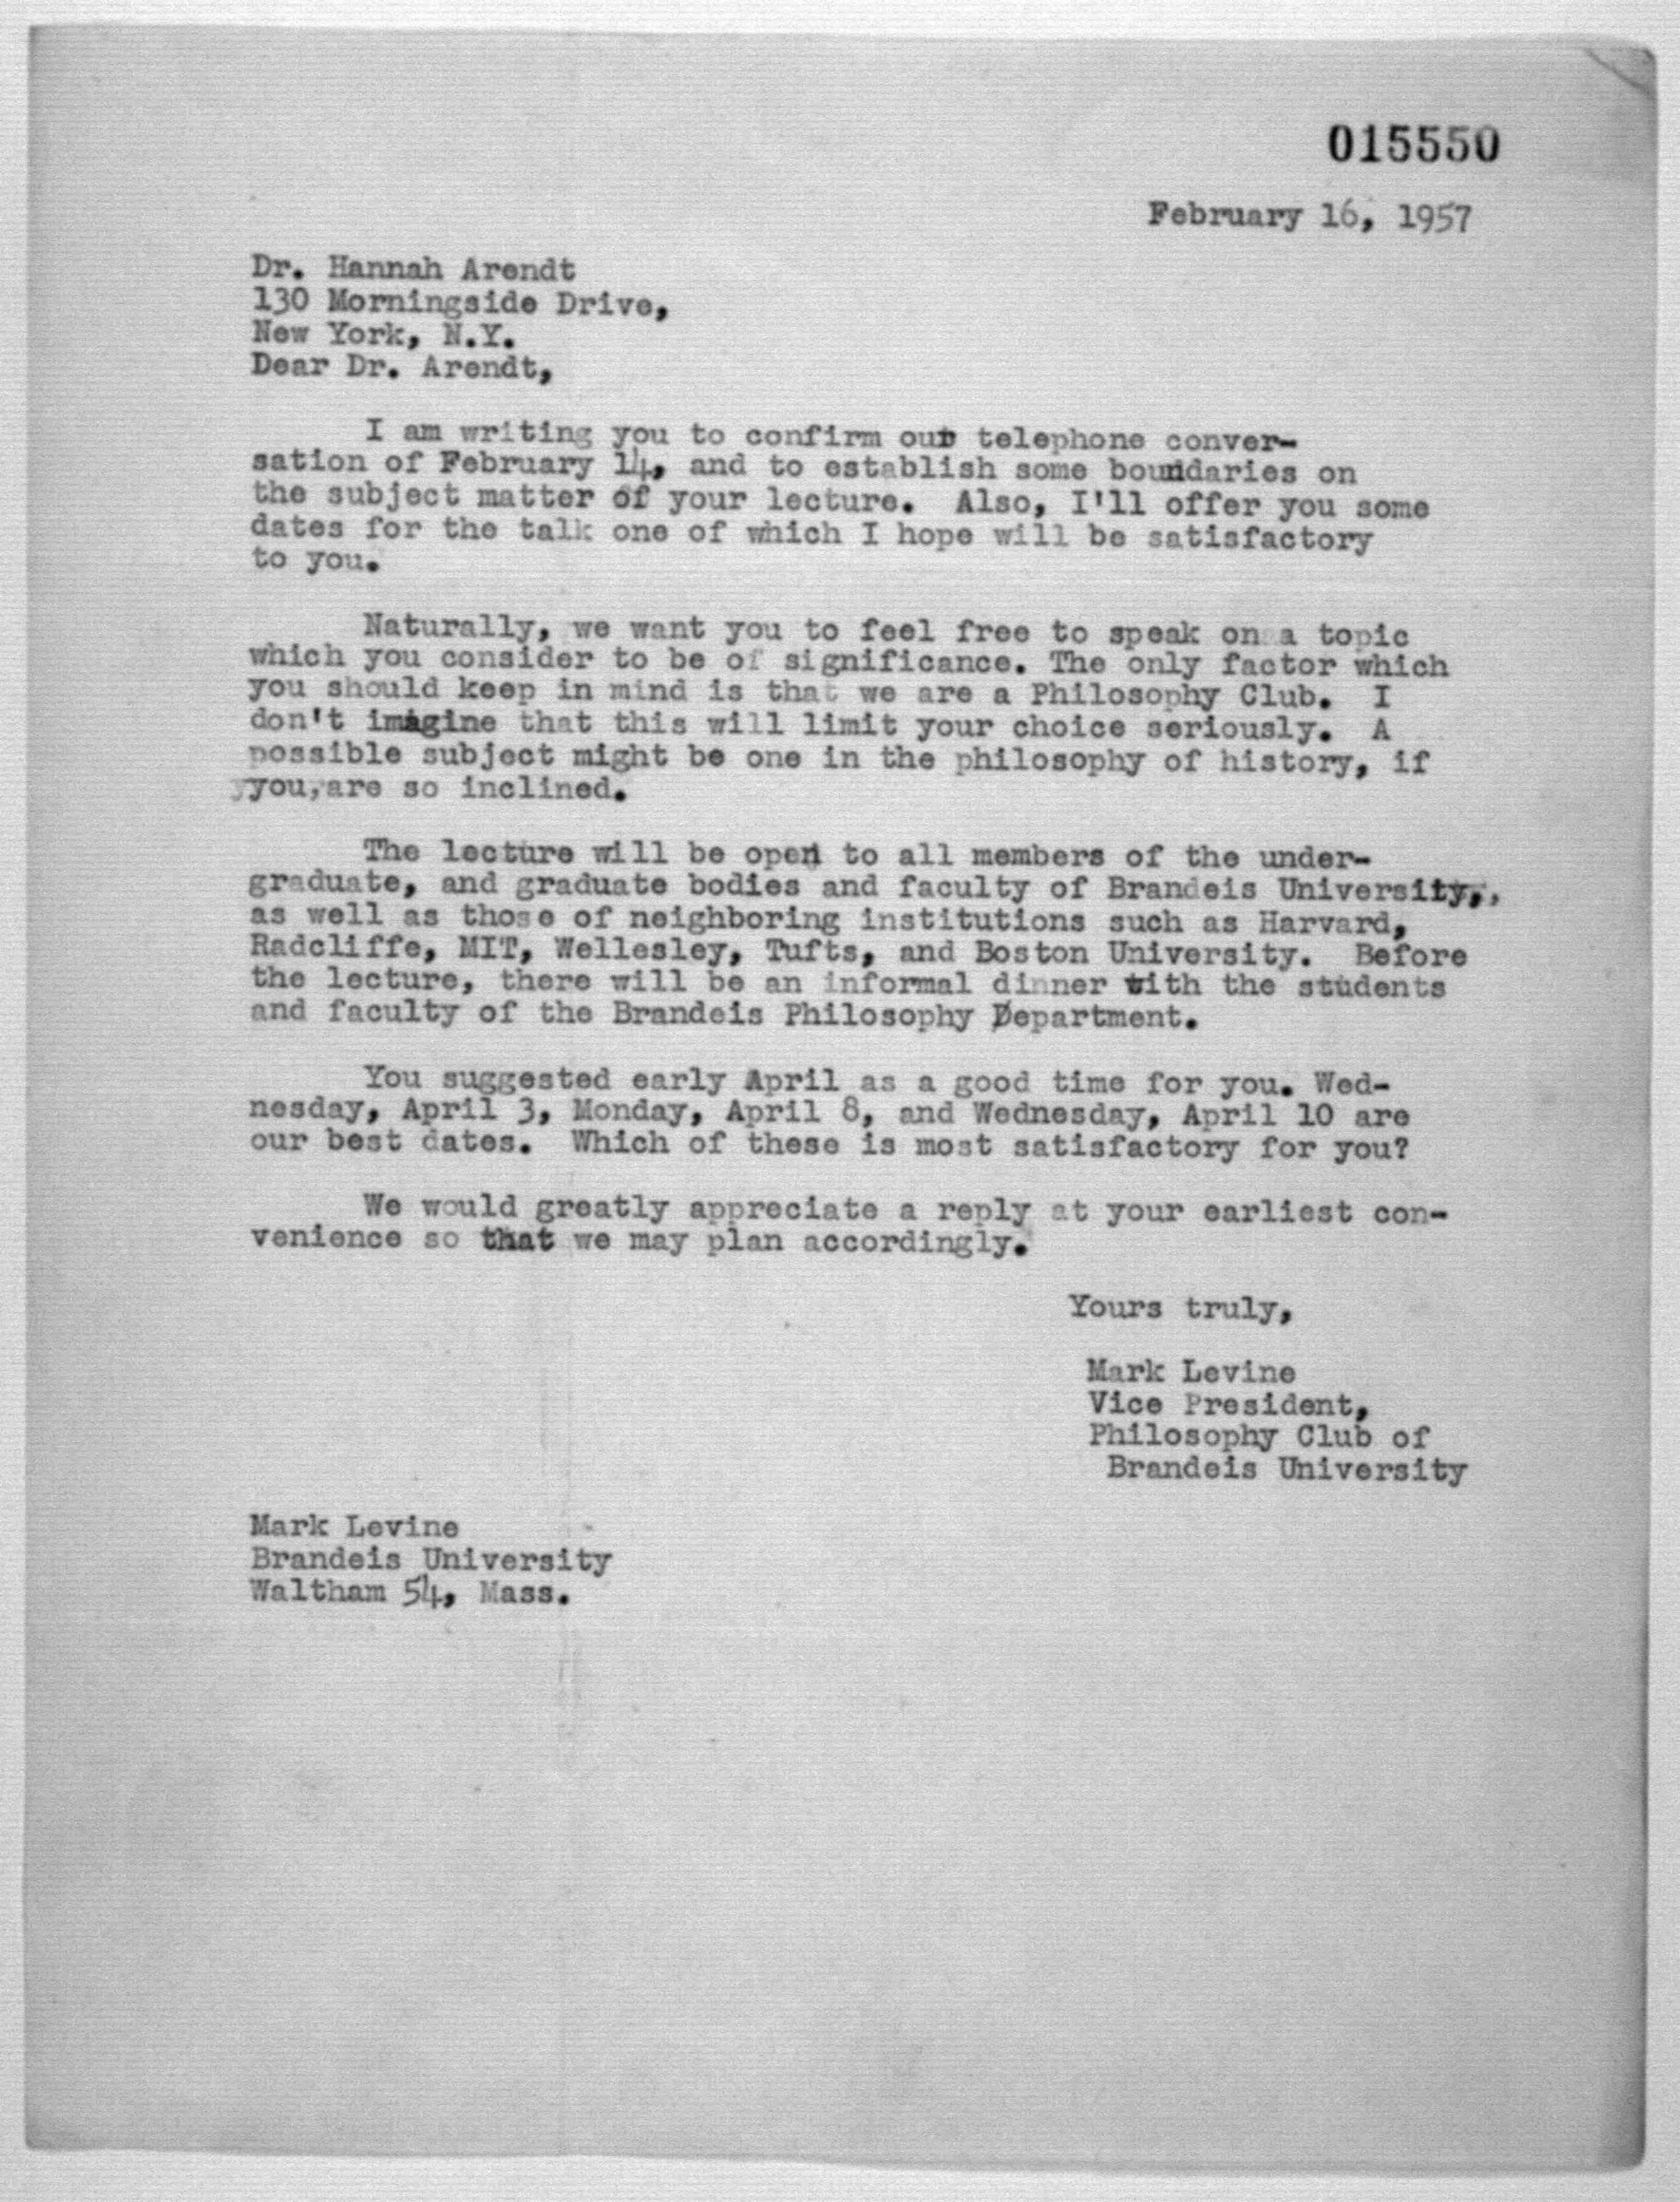 015550
February 16, 1957
Dr. Hannah Arendt
130 Morningside Drive,
New York, N.Y.
Dear Dr. Arendt,
I am writing you to confirm our telephone conver-
sation of February 14, and to establish some boundaries on
the subject matter of your lecture. Also, I'll offer you some
dates for the talk one of which I hope will be satisfactory
to you.
Naturally, we want you to feel free to speak on a topic
which you consider to be of significance. The only factor which
you should keep in mind is that we are a Philosophy Club. I
don't imagine that this will limit your choice seriously. A
possible subject might be one in the philosophy of history, if
you, are so inclined.
The lecture will be open to all members of the under-
graduate, and graduate bodies and faculty of Brandeis University,,
as well as those of neighboring institutions such as Harvard,
Radcliffe, MIT, Wellesley, Tufts, and Boston University. Before
the lecture, there will be an informal dinner with the students
and faculty of the Brandeis Philosophy Department.
You suggested early April as a good time for you. Wed-
nesday, April 3, Monday, April 8, and Wednesday, April 10 are
our best dates. Which of these is most satisfactory for you?
We would greatly appreciate a reply at your earliest con-
venience so that we may plan accordingly.
Yours truly,
Mark Levine
Vice President,
Philosophy Club of
Brandeis University
Mark Levine
Brandeis University
Waltham 54, Mass.